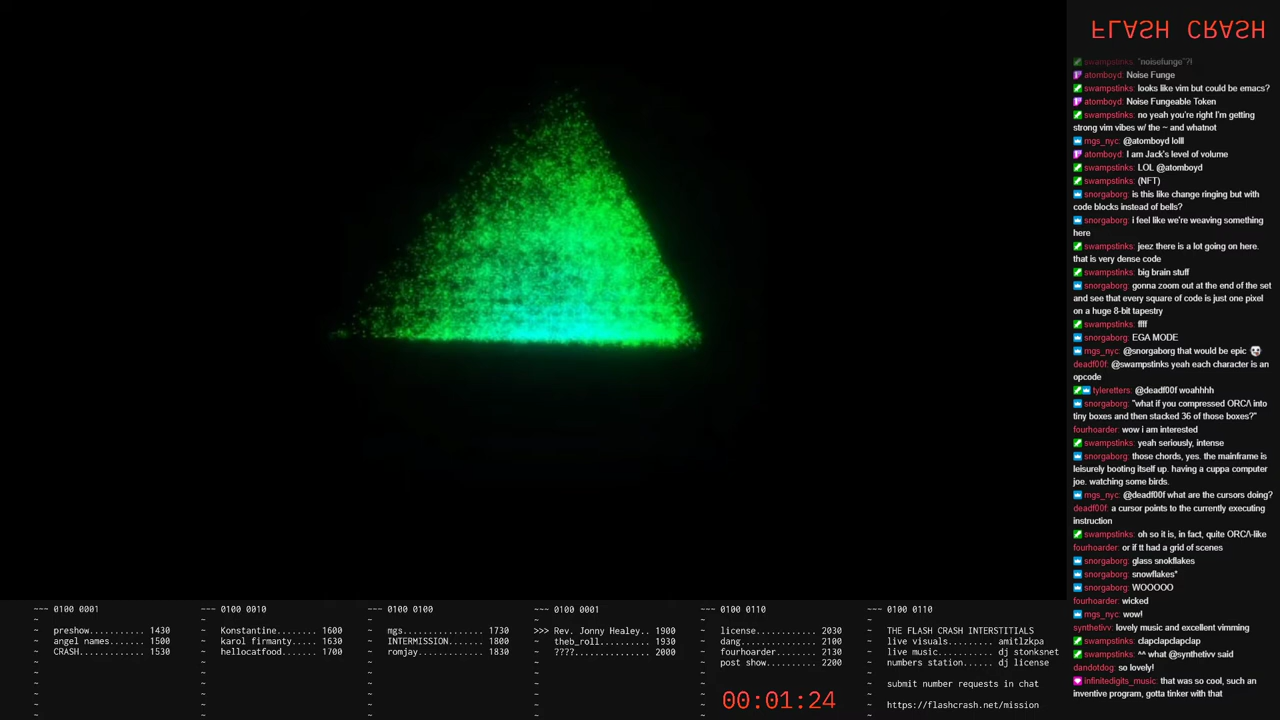 FLASH CRASH
swampstinks: "noisefunge"?!
atomboyd: Noise Funge
swampstinks: looks like vim but could be emacs?
atomboyd: Noise Fungeable Token
swampstinks: no yeah you're right I'm getting
strong vim vibes w/ the ~ and whatnot
mgs_nyc: @atomboyd lolll
atomboyd: I am Jack's level of volume
swampstinks: LOL @atomboyd
swampstinks: (NFT)
snorgaborg: is this like change ringing but with
code blocks instead of bells?
snorgaborg: i feel like we're weaving something
here
swampstinks: jeez there is a lot going on here.
that is very dense code
swampstinks: big brain stuff
snorgaborg: gonna zoom out at the end of the set
and see that every square of code is just one pixel
on a huge 8-bit tapestry
swampstinks: ffff
snorgaborg: EGA MODE
mgs_nyc: @snorgaborg that would be epic
deadf00f: @swampstinks yeah each character is an
opcode
tyleretters: @deadf00f woahhhh
snorgaborg: "what if you compressed ORCΛ into
tiny boxes and then stacked 36 of those boxes?"
fourhoarder: wow i am interested
swampstinks: yeah seriously, intense
snorgaborg: those chords, yes. the mainframe is
leisurely booting itself up. having a cuppa computer
joe. watching some birds.
mgs_nyc: @deadf00f what are the cursors doing?
deadf00f: a cursor points to the currently executing
instruction
swampstinks: oh so it is, in fact, quite ORCΛ-like
fourhoarder: or if tt had a grid of scenes
snorgaborg: glass snokflakes
snorgaborg: snowflakes*
snorgaborg: WOOOOO
fourhoarder: wicked
mgs_nyc: wow!
synthetivv: lovely music and excellent vimming
swampstinks: clapclapclapclap
swampstinks: ^^ what @synthetivv said
dandotdog: so lovely!
infinitedigits_music: that was so cool, such an
inventive program, gotta tinker with that
~~~ 0100 0001
~
~ preshow.......... 1430
~ angel names...... 1500
~ CRASH............ 1530
~
~
~
~
~
~~~ 0100 0010
~
~ Konstantine...... 1600
~ karol firmanty... 1630
~ hellocatfood..... 1700
~
~
~
~
~
~~~ 0100 0100
~
~ mgs.............. 1730
~ INTERMISSION..... 1800
~ romjay........... 1830
~
~
~
~
~
~~~ 0100 0001
~
>>> Rev. Jonny Healey.. 1900
~ theb_roll........ 1930
~ ????............. 2000
~
~
~
~
~
~~~ 0100 0110
~
~ license.......... 2030
~ dang............. 2100
~ fourhoarder...... 2130
~ post show........ 2200
~
~
~ 00:01:24
~
~
~~~ 0100 0110
~
~ THE FLASH CRASH INTERSTITIALS
~ live visuals..... amitlzkpa
~ live music....... dj stonksnet
~ numbers station.. dj license
~
~ submit number requests in chat
~
~ https://flashcrash.net/mission
~